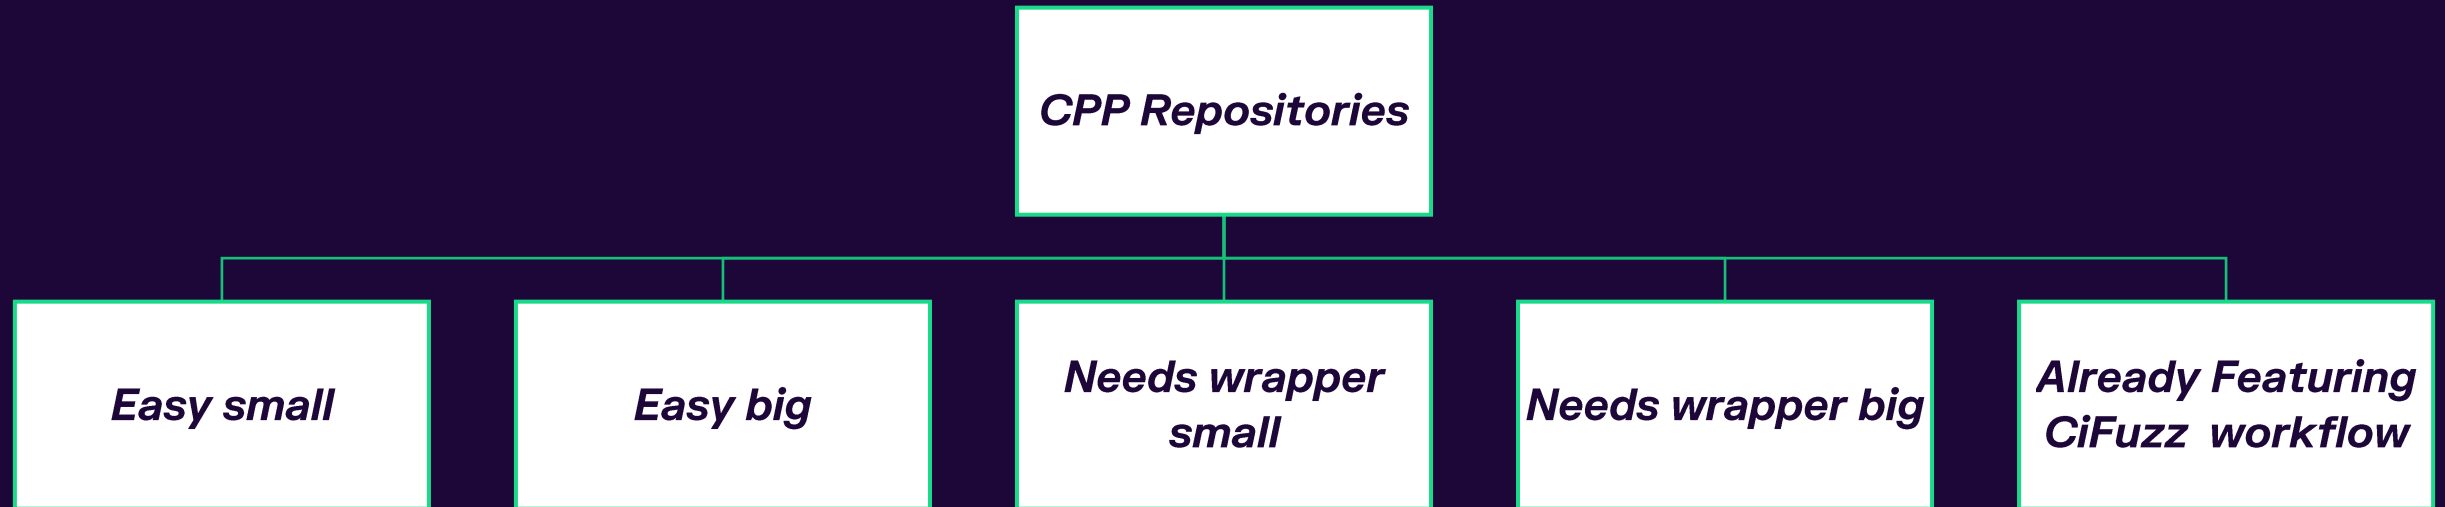 CPP Repositories
Easy small
Easy big
Needs wrapper
small
Needs wrapper big
Already Featuring
CiFuzz  workflow